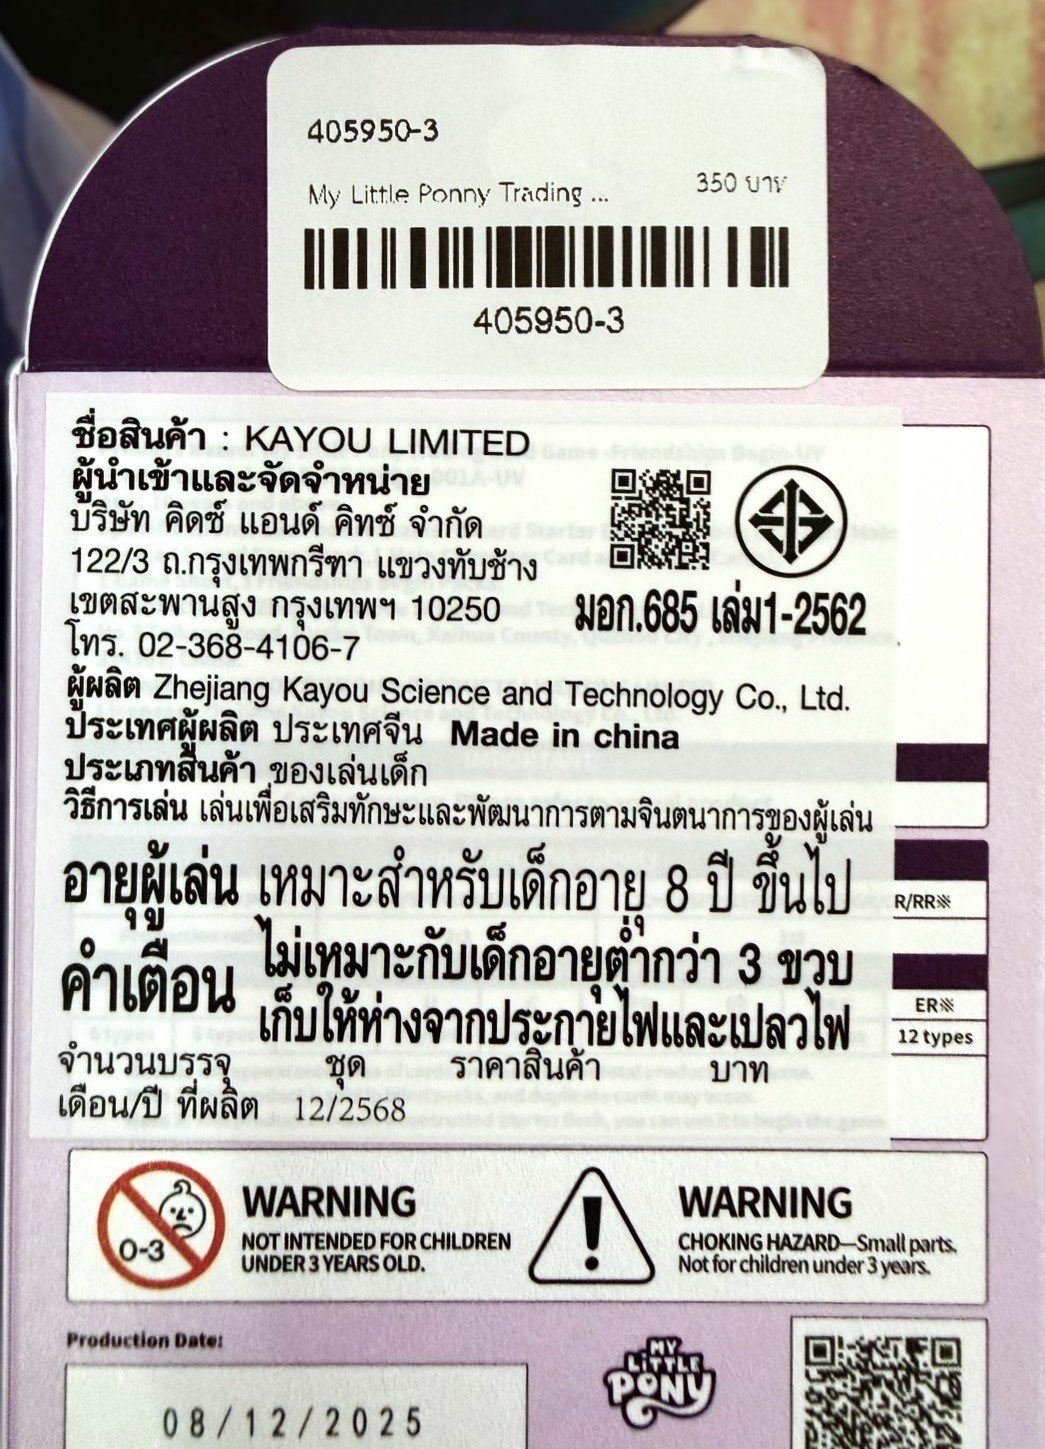 405950-3
My Little Ponny Trading ... 350 บาท
405950-3
ชื่อสินค้า : KAYOU LIMITED
ผู้นำเข้าและจัดจำหน่าย
บริษัท คิดซ์ แอนด์ คิทซ์ จำกัด
122/3 ถ.กรุงเทพกรีฑา แขวงทับช้าง
เขตสะพานสูง กรุงเทพฯ 10250
มอก.685 เล่ม1-2562
โทร. 02-368-4106-7
ผู้ผลิต Zhejiang Kayou Science and Technology Co., Ltd.
ประเทศผู้ผลิต ประเทศจีน Made in china
ประเภทสินค้า ของเล่นเด็ก
วิธีการเล่น เล่นเพื่อเสริมทักษะและพัฒนาการตามจินตนาการของผู้เล่น
อายุผู้เล่น เหมาะสำหรับเด็กอายุ 8 ปี ขึ้นไป
R/RR※
คำเตือน ไม่เหมาะกับเด็กอายุต่ำกว่า 3 ขวบ
เก็บให้ห่างจากประกายไฟและเปลวไฟ
ER※
12 types
จำนวนบรรจุ ชุด ราคาสินค้า บาท
เดือน/ปี ที่ผลิต 12/2568
0-3
WARNING
NOT INTENDED FOR CHILDREN
UNDER 3 YEARS OLD.
WARNING
CHOKING HAZARD—Small parts.
Not for children under 3 years.
Production Date:
08/12/2025
MY
LITTLE
PONY